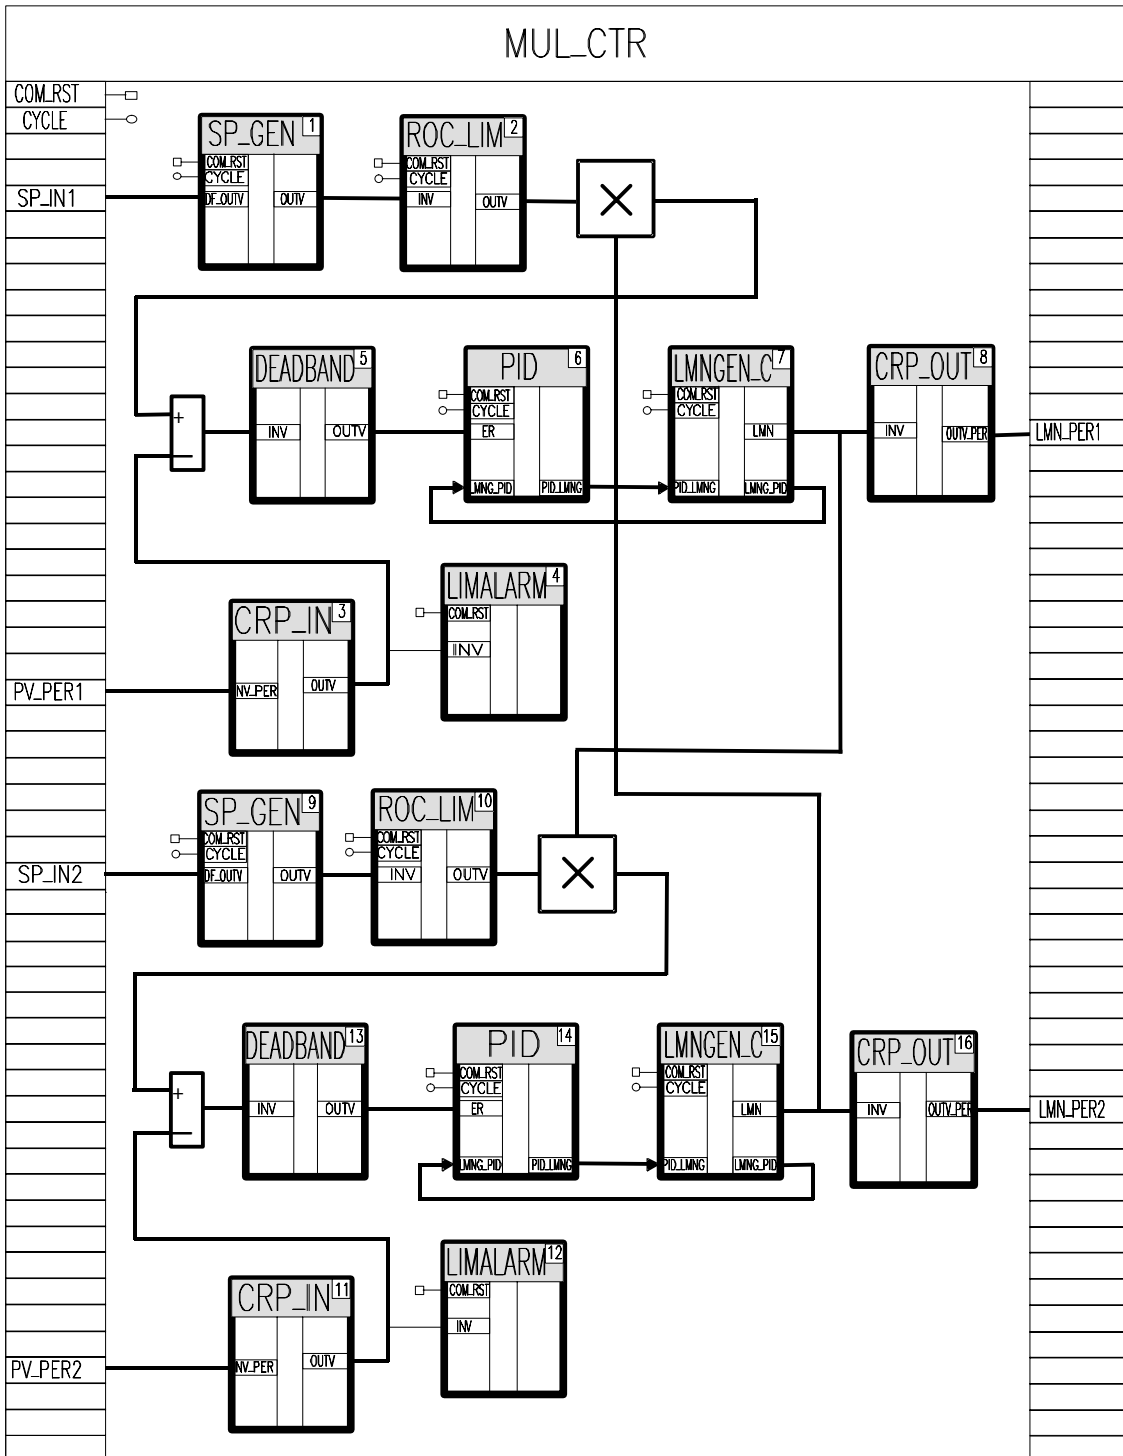 MUL_CTR
COM_RST
CYCLE
SP_GEN 1
COM_RST
CYCLE
DF_OUTV OUTV
ROC_LIM 2
COM_RST
CYCLE
INV OUTV
SP_IN1
DEADBAND 5
INV OUTV
PID 6
COM_RST
CYCLE
ER
LMNG_PID PID_LMNG
LMNGEN_C 7
COM_RST
CYCLE
LMN
PID_LMNG LMNG_PID
CRP_OUT 8
INV OUTV_PER
LMN_PER1
+
−
LIMALARM 4
COM_RST
INV
CRP_IN 3
NV_PER OUTV
PV_PER1
SP_GEN 9
COM_RST
CYCLE
DF_OUTV OUTV
ROC_LIM 10
COM_RST
CYCLE
INV OUTV
SP_IN2
DEADBAND 13
INV OUTV
PID 14
COM_RST
CYCLE
ER
LMNG_PID PID_LMNG
LMNGEN_C 15
COM_RST
CYCLE
LMN
PID_LMNG LMNG_PID
CRP_OUT 16
INV OUTV_PER
LMN_PER2
+
−
LIMALARM 12
COM_RST
INV
CRP_IN 11
NV_PER OUTV
PV_PER2